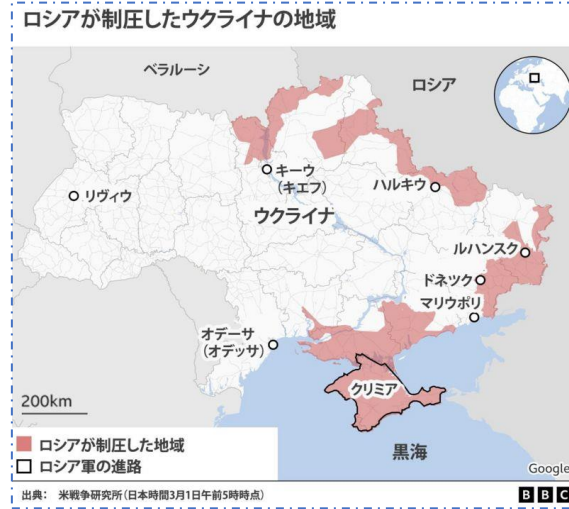 ロシアが制圧したウクライナの地域
ベラルーシ
ロシア
キーウ
(キエフ)
ハルキウ
リヴィウ
ウクライナ
ルハンスク
ドネツク
マリウポリ
オデーサ
(オデッサ)
クリミア
200km
黒海
ロシアが制圧した地域
ロシア軍の進路
Google
出典： 米戦争研究所(日本時間3月1日午前5時時点)
BBC